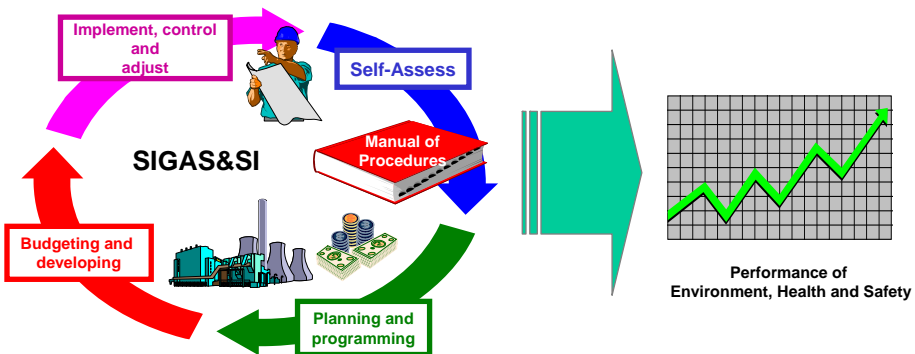 Implement, control
and
adjust
Self-Assess
Manual of
Procedures
SIGAS&SI
Budgeting and
developing
Planning and
programming
Performance of
Environment, Health and Safety